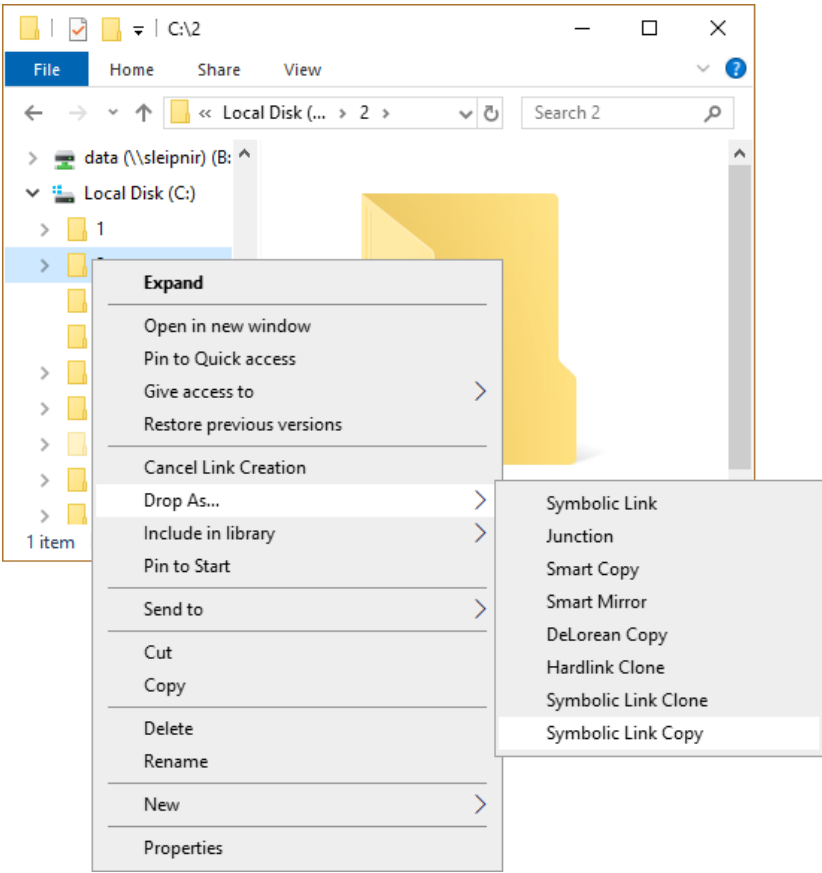 C:\2
File Home Share View
« Local Disk (... > 2 > Search 2
data (\\sleipnir) (B:
Local Disk (C:)
1
Expand
Open in new window
Pin to Quick access
Give access to
Restore previous versions
Cancel Link Creation
Drop As...
Include in library
Pin to Start
Send to
Cut
Copy
Delete
Rename
New
Properties
1 item
Symbolic Link
Junction
Smart Copy
Smart Mirror
DeLorean Copy
Hardlink Clone
Symbolic Link Clone
Symbolic Link Copy